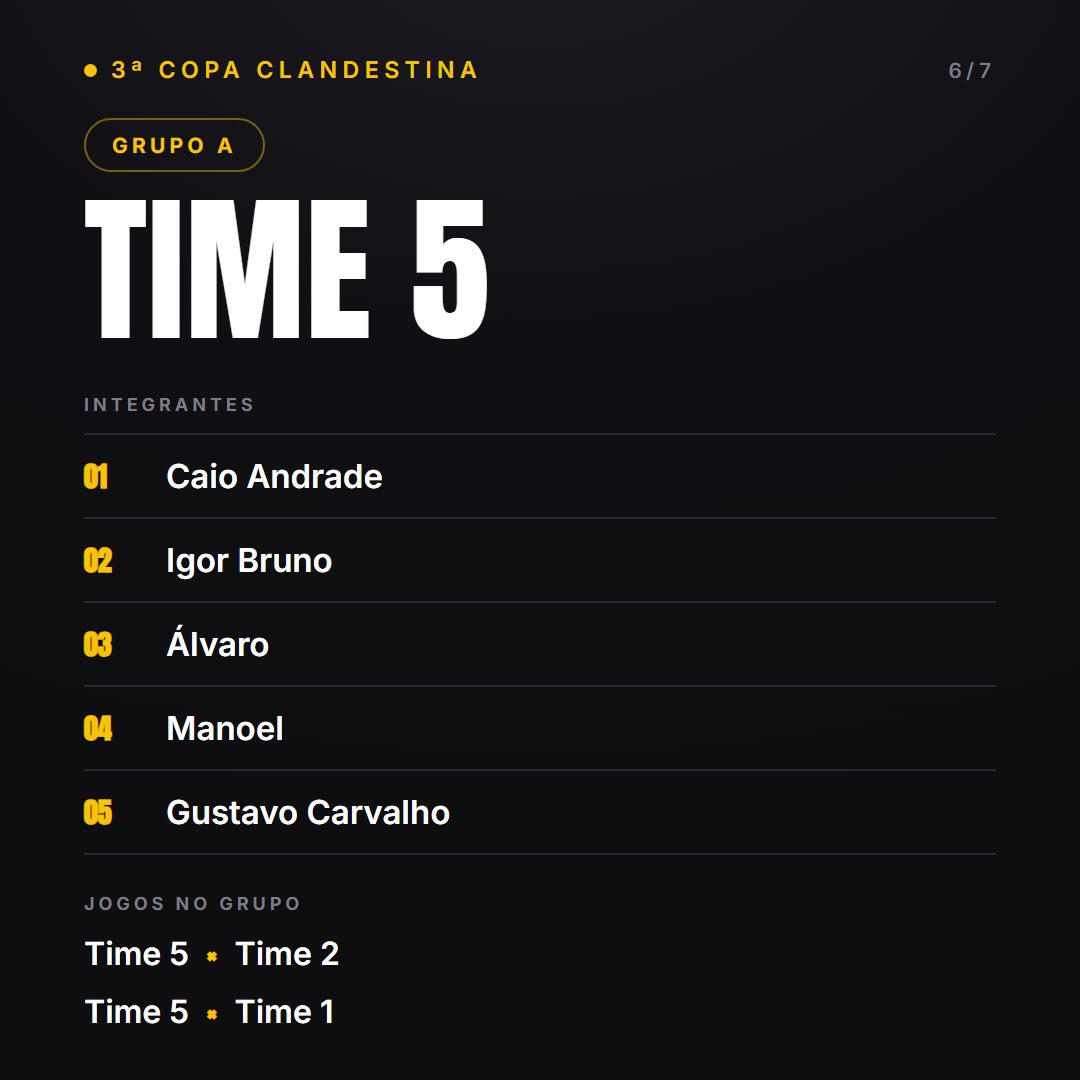 3ª COPA CLANDESTINA
6/7
GRUPO A
TIME 5
INTEGRANTES
01 Caio Andrade
02 Igor Bruno
03 Álvaro
04 Manoel
05 Gustavo Carvalho
JOGOS NO GRUPO
Time 5 × Time 2
Time 5 × Time 1